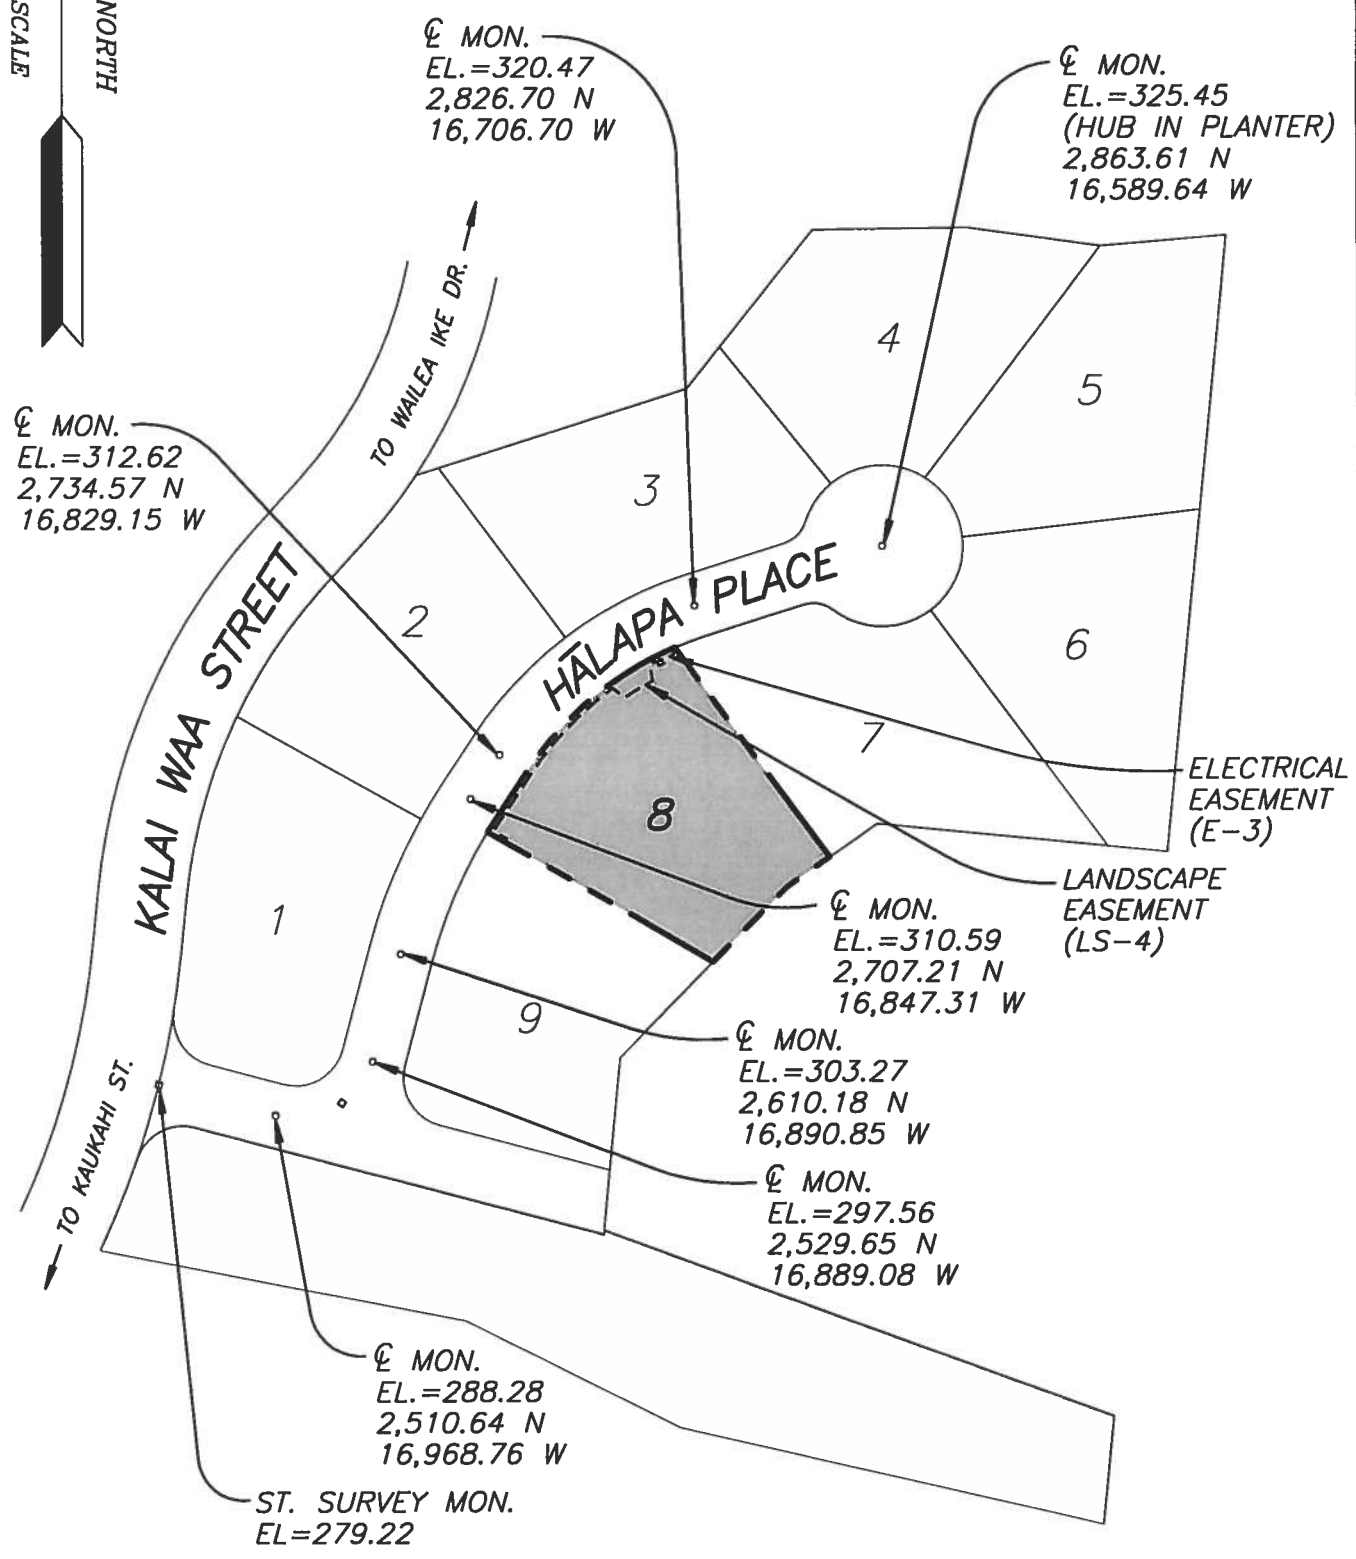 NORTH
SCALE
℄ MON.
EL.=320.47
2,826.70 N
16,706.70 W
℄ MON.
EL.=325.45
(HUB IN PLANTER)
2,863.61 N
16,589.64 W
TO WAILEA IKE DR.
℄ MON.
EL.=312.62
2,734.57 N
16,829.15 W
4
5
3
2
6
7
8
1
9
KALAI WAA STREET
HĀLAPA PLACE
ELECTRICAL
EASEMENT
(E-3)
LANDSCAPE
EASEMENT
(LS-4)
℄ MON.
EL.=310.59
2,707.21 N
16,847.31 W
℄ MON.
EL.=303.27
2,610.18 N
16,890.85 W
℄ MON.
EL.=297.56
2,529.65 N
16,889.08 W
TO KAUKAHI ST.
℄ MON.
EL.=288.28
2,510.64 N
16,968.76 W
ST. SURVEY MON.
EL=279.22